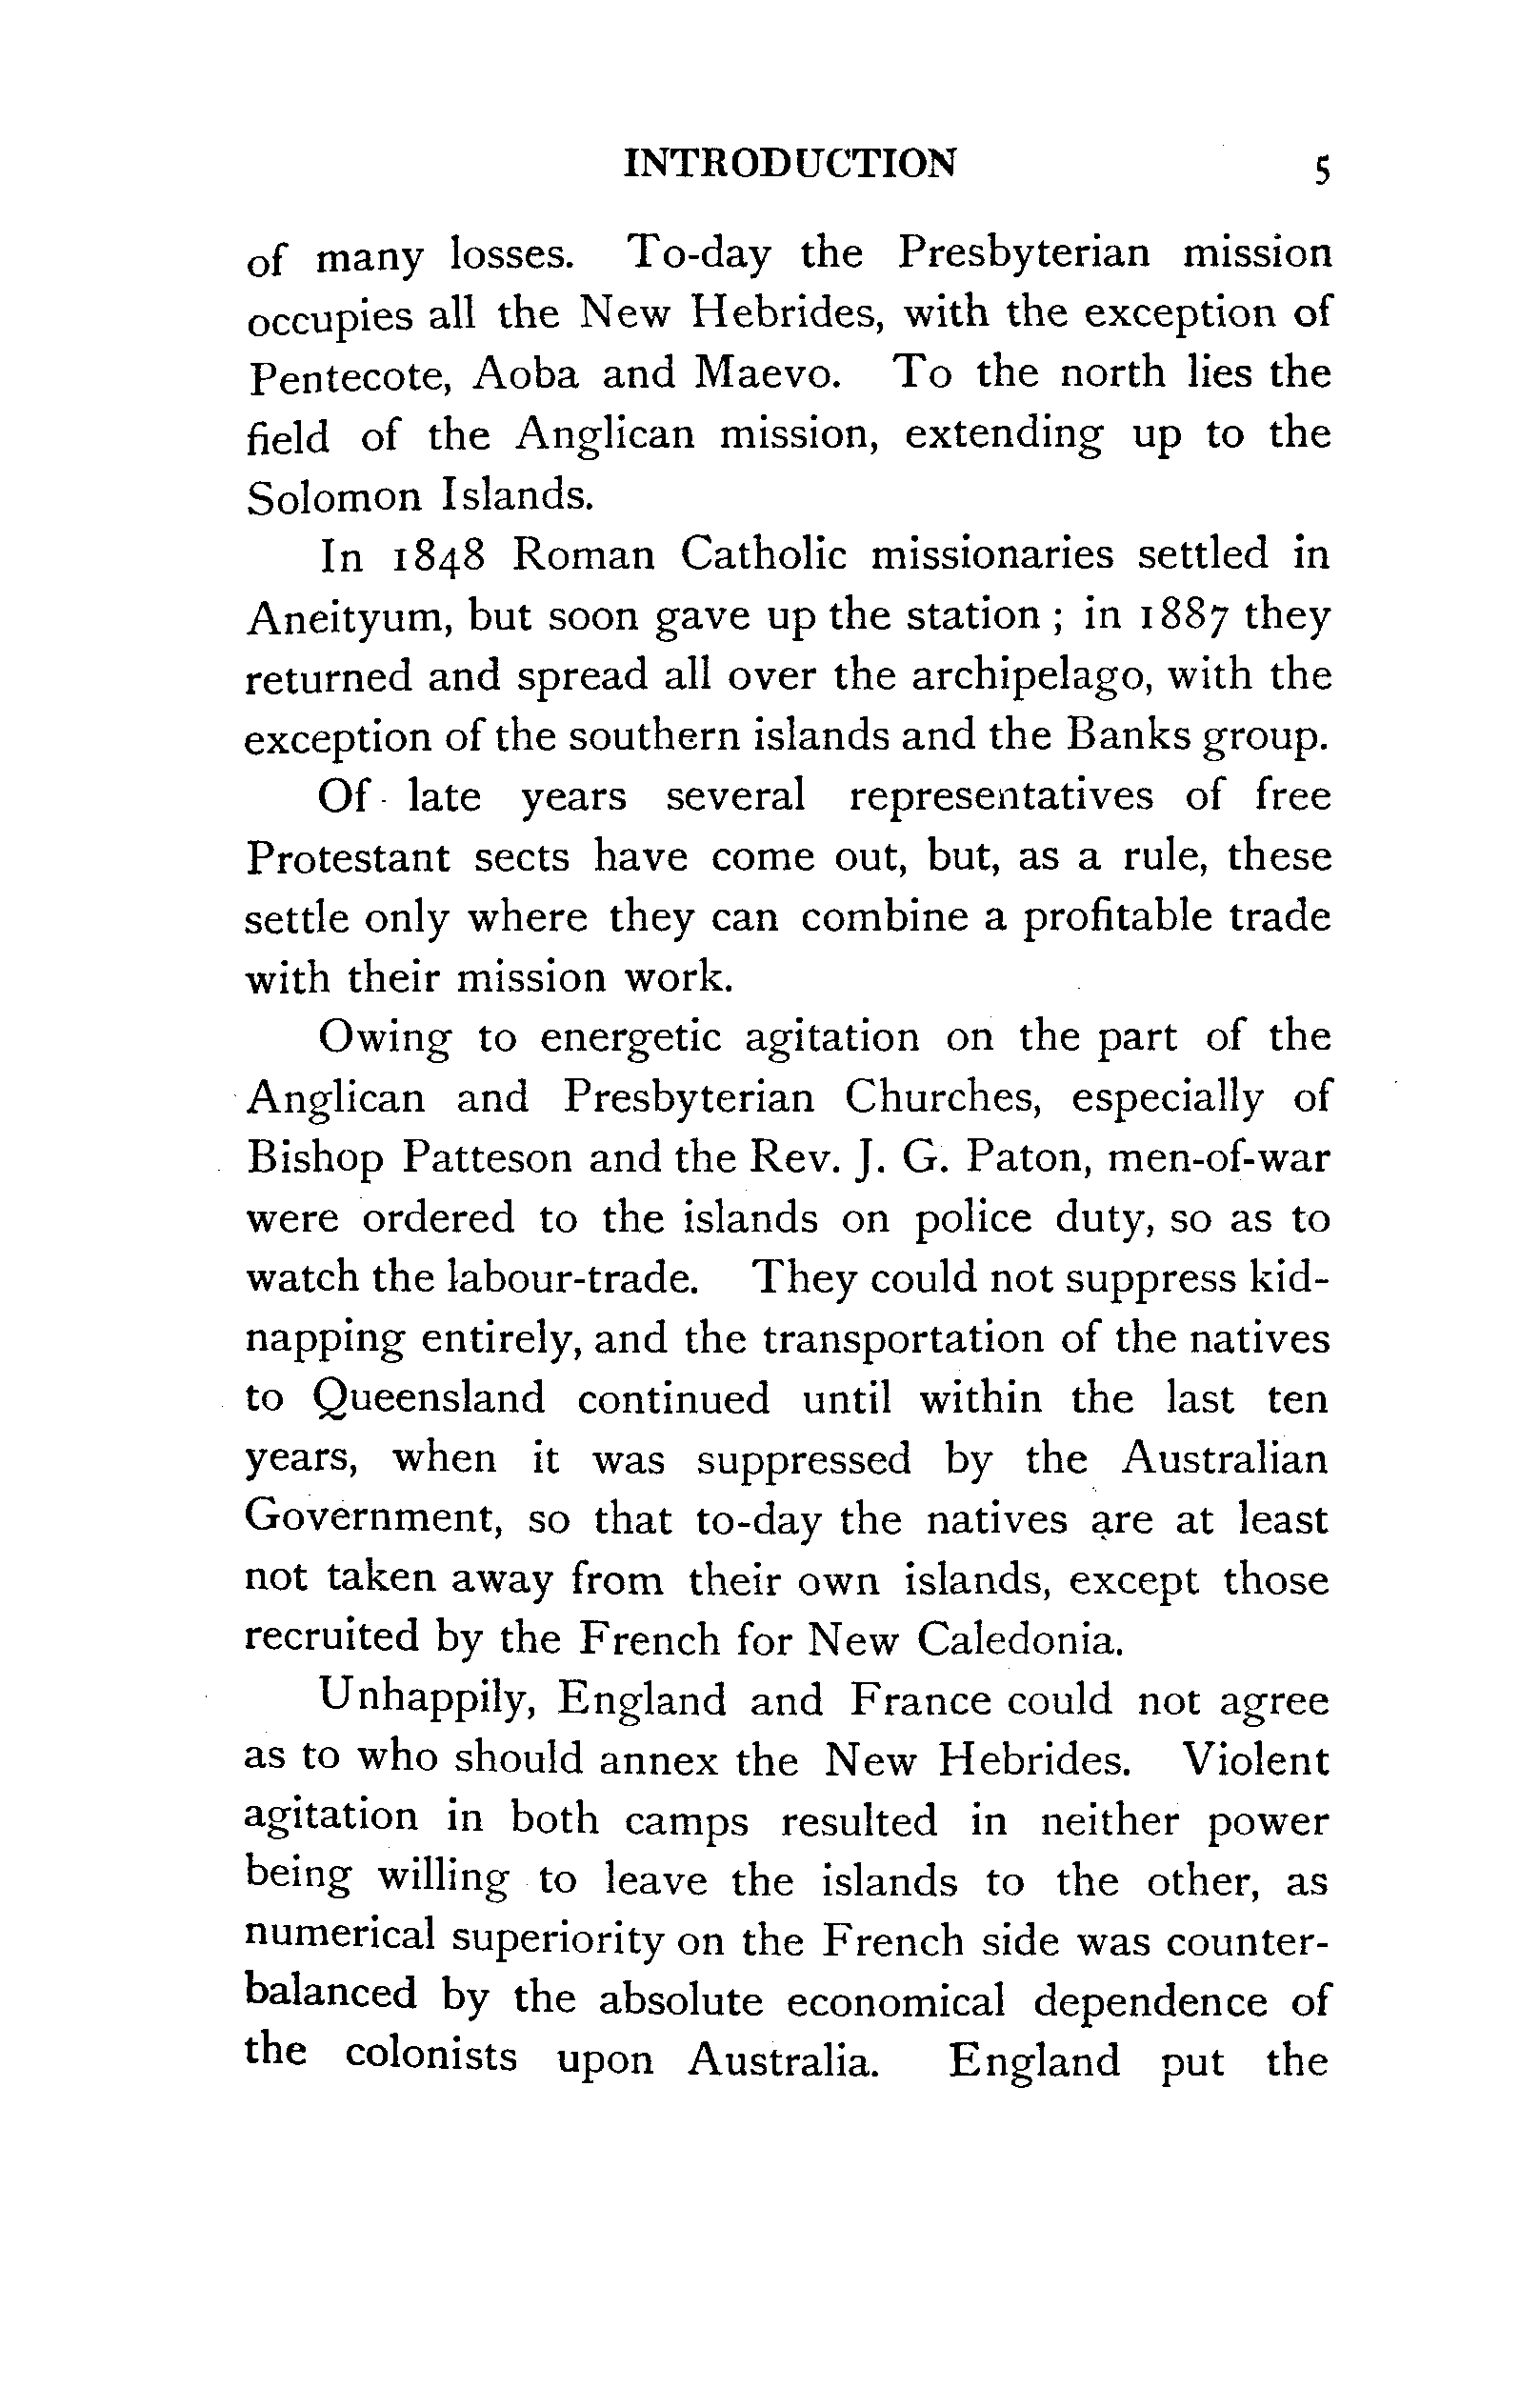 INTRODUCTION 5
of many losses. To-day the Presbyterian mission
occupies all the New Hebrides, with the exception of
Pentecote, Aoba and Maevo. To the north lies the
field of the Anglican mission, extending up to the
Solomon Islands.
In 1848 Roman Catholic missionaries settled in
Aneityum, but soon gave up the station ; in 1887 they
returned and spread all over the archipelago, with the
exception of the southern islands and the Banks group.
Of late years several representatives of free
Protestant sects have come out, but, as a rule, these
settle only where they can combine a profitable trade
with their mission work.
Owing to energetic agitation on the part of the
Anglican and Presbyterian Churches, especially of
Bishop Patteson and the Rev. J. G. Paton, men-of-war
were ordered to the islands on police duty, so as to
watch the labour-trade. They could not suppress kid-
napping entirely, and the transportation of the natives
to Queensland continued until within the last ten
years, when it was suppressed by the Australian
Government, so that to-day the natives are at least
not taken away from their own islands, except those
recruited by the French for New Caledonia.
Unhappily, England and France could not agree
as to who should annex the New Hebrides. Violent
agitation in both camps resulted in neither power
being willing to leave the islands to the other, as
numerical superiority on the French side was counter-
balanced by the absolute economical dependence of
the colonists upon Australia. England put the